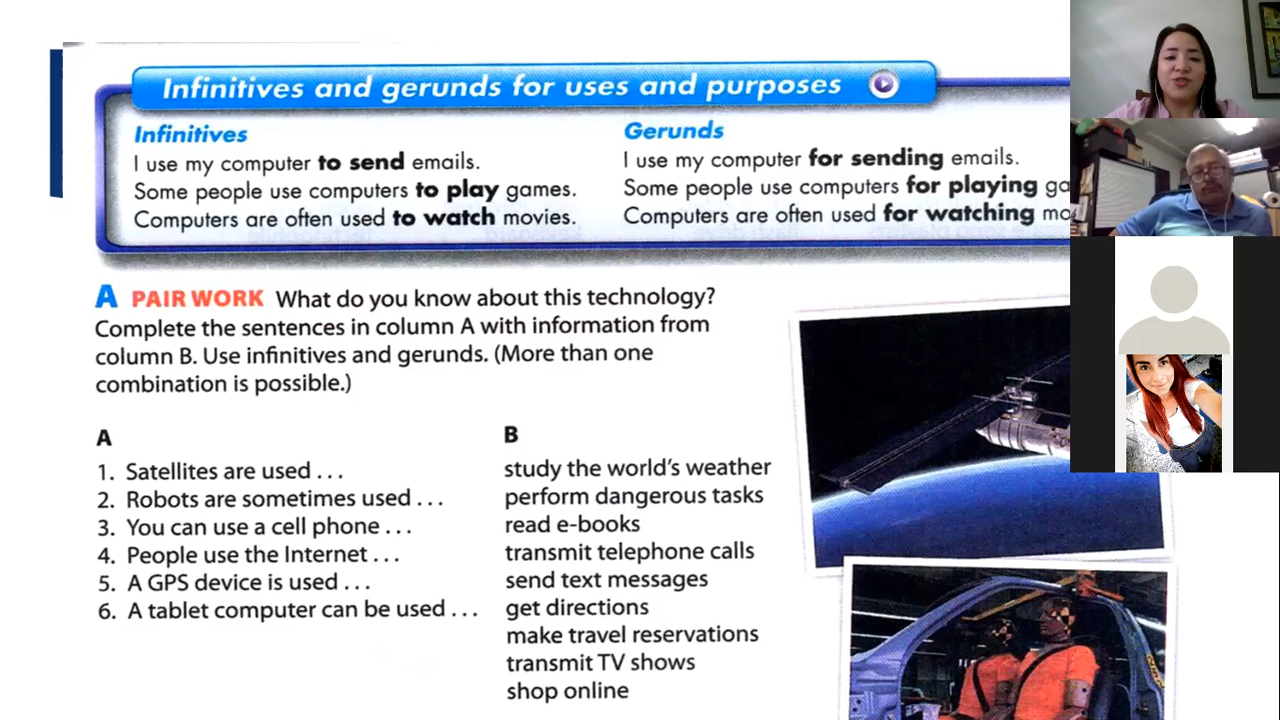 Infinitives and gerunds for uses and purposes
Infinitives
I use my computer to send emails.
Some people use computers to play games.
Computers are often used to watch movies.
Gerunds
I use my computer for sending emails.
Some people use computers for playing ga
Computers are often used for watching mo
A PAIR WORK What do you know about this technology?
Complete the sentences in column A with information from
column B. Use infinitives and gerunds. (More than one
combination is possible.)
A
1. Satellites are used . . .
2. Robots are sometimes used . . .
3. You can use a cell phone . . .
4. People use the Internet . . .
5. A GPS device is used . . .
6. A tablet computer can be used . . .
B
study the world's weather
perform dangerous tasks
read e-books
transmit telephone calls
send text messages
get directions
make travel reservations
transmit TV shows
shop online